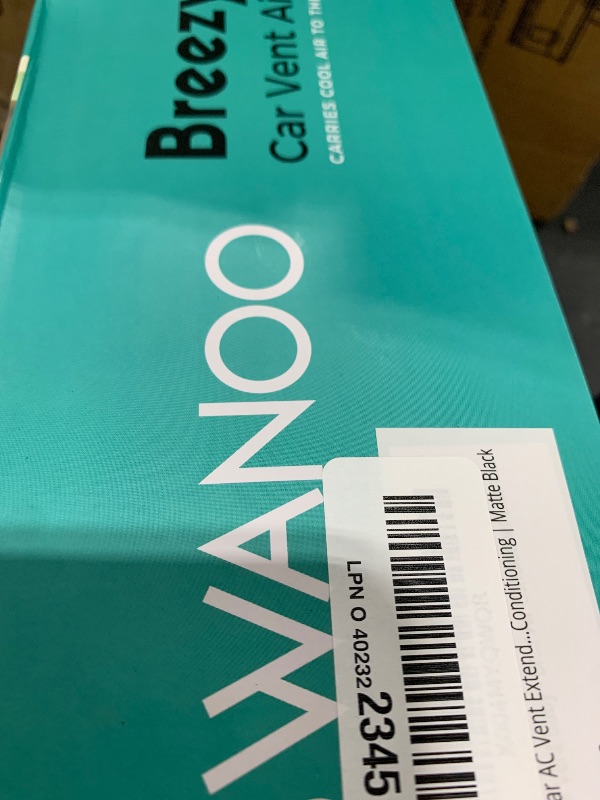 Breezy
Car Vent Ai
CARRIES COOL AIR TO TH
WANOO
LPN O 40232 2345
ar AC Vent Extend...Conditioning | Matte Black